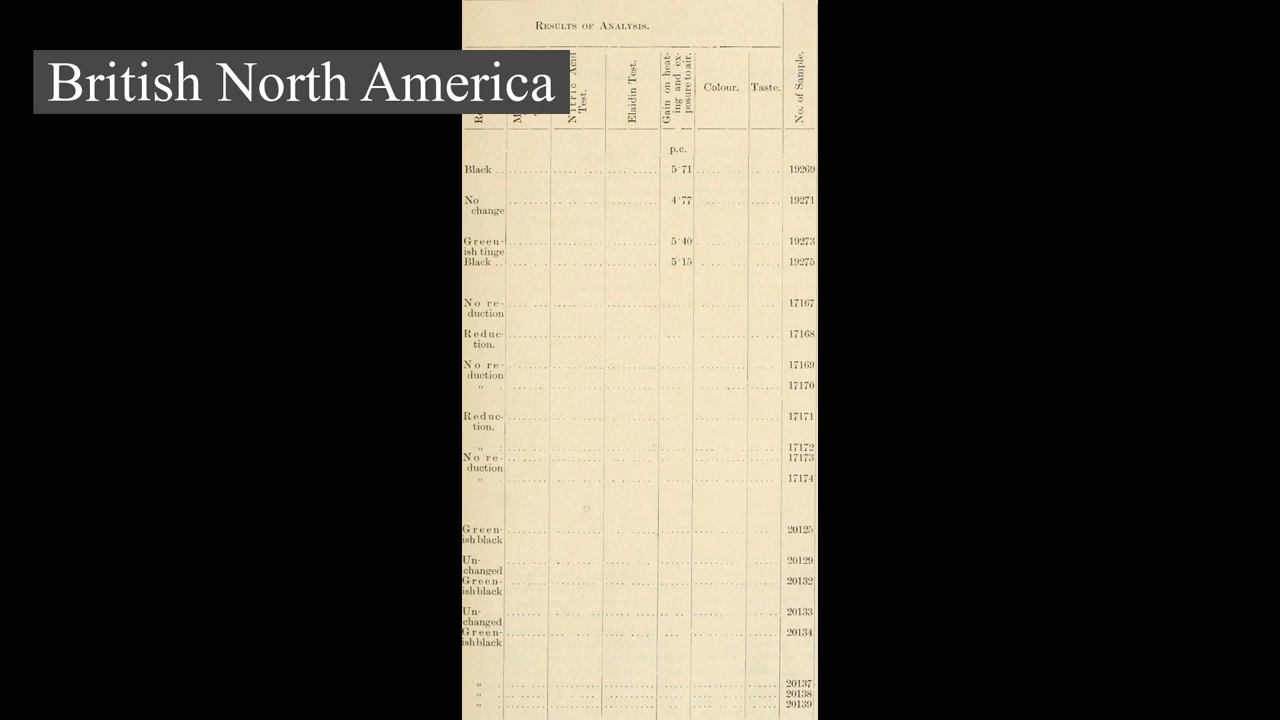 British North America
RESULTS OF ANALYSIS.
Nitric Acid Test.
Elaidin Test.
Gain on heating and exposure to air.
Colour.
Taste.
No. of Sample.
p.c.
Black 5·71 19269
No change 4·77 19271
Greenish tinge 5·40 19273
Black 5·15 19275
No reduction 17167
Reduction. 17168
No reduction 17169
" 17170
Reduction. 17171
" 17172
No reduction 17173
" 17174
Greenish black 20125
Unchanged 20129
Greenish black 20132
Unchanged 20133
Greenish black 20134
" 20137
" 20138
" 20139